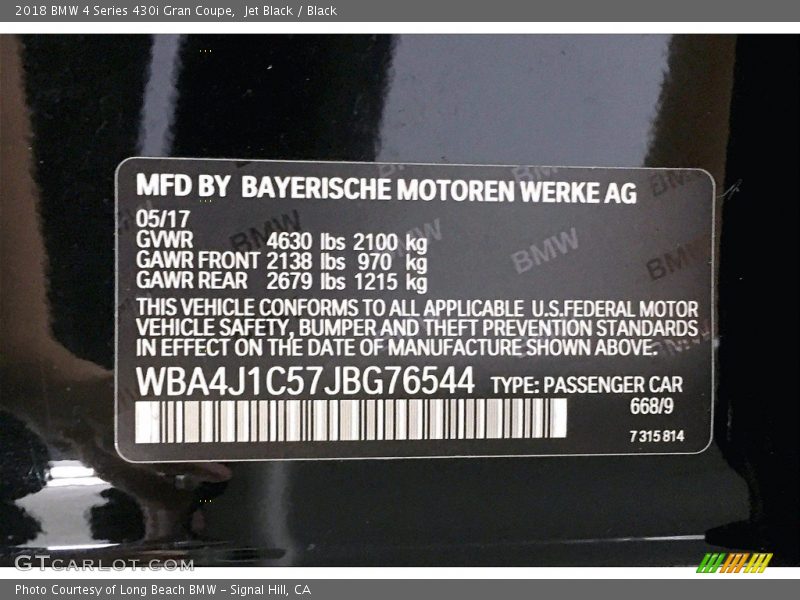 2018 BMW 4 Series 430i Gran Coupe,  Jet Black / Black
MFD BY BAYERISCHE MOTOREN WERKE AG
05/17
GVWR 4630 lbs 2100 kg
GAWR FRONT 2138 lbs 970 kg
GAWR REAR 2679 lbs 1215 kg
THIS VEHICLE CONFORMS TO ALL APPLICABLE U.S.FEDERAL MOTOR
VEHICLE SAFETY, BUMPER AND THEFT PREVENTION STANDARDS
IN EFFECT ON THE DATE OF MANUFACTURE SHOWN ABOVE.
WBA4J1C57JBG76544 TYPE: PASSENGER CAR
668/9
7 315 814
GTCARLOT.COM
Photo Courtesy of Long Beach BMW – Signal Hill, CA